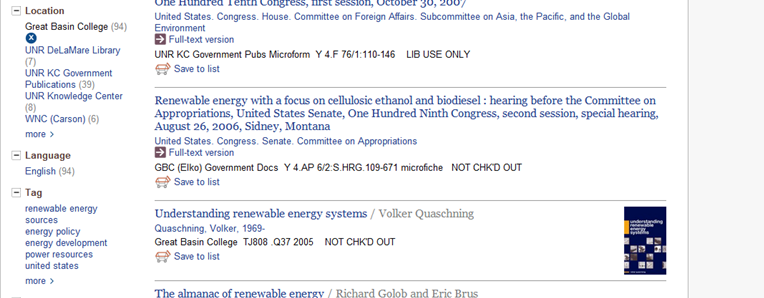 Location
Great Basin College (94)
x
UNR DeLaMare Library
(7)
UNR KC Government
Publications (39)
UNR Knowledge Center
(8)
WNC (Carson) (6)
more >
Language
English (94)
Tag
renewable energy
sources
energy policy
energy development
power resources
united states
more >
One Hundred Tenth Congress, first session, October 30, 2007
United States. Congress. House. Committee on Foreign Affairs. Subcommittee on Asia, the Pacific, and the Global
Environment
Full-text version
UNR KC Government Pubs Microform Y 4.F 76/1:110-146 LIB USE ONLY
Save to list
Renewable energy with a focus on cellulosic ethanol and biodiesel : hearing before the Committee on
Appropriations, United States Senate, One Hundred Ninth Congress, second session, special hearing,
August 26, 2006, Sidney, Montana
United States. Congress. Senate. Committee on Appropriations
Full-text version
GBC (Elko) Government Docs Y 4.AP 6/2:S.HRG.109-671 microfiche NOT CHK'D OUT
Save to list
Understanding renewable energy systems / Volker Quaschning
Quaschning, Volker, 1969-
Great Basin College TJ808 .Q37 2005 NOT CHK'D OUT
Save to list
understanding
renewable
energy
systems
The almanac of renewable energy / Richard Golob and Eric Brus